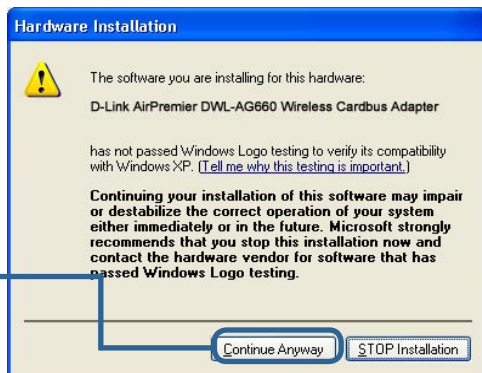 Hardware Installation
The software you are installing for this hardware:
D-Link AirPremier DWL-AG660 Wireless Cardbus Adapter
has not passed Windows Logo testing to verify its compatibility
with Windows XP. (Tell me why this testing is important.)
Continuing your installation of this software may impair
or destabilize the correct operation of your system
either immediately or in the future. Microsoft strongly
recommends that you stop this installation now and
contact the hardware vendor for software that has
passed Windows Logo testing.
Continue Anyway
STOP Installation